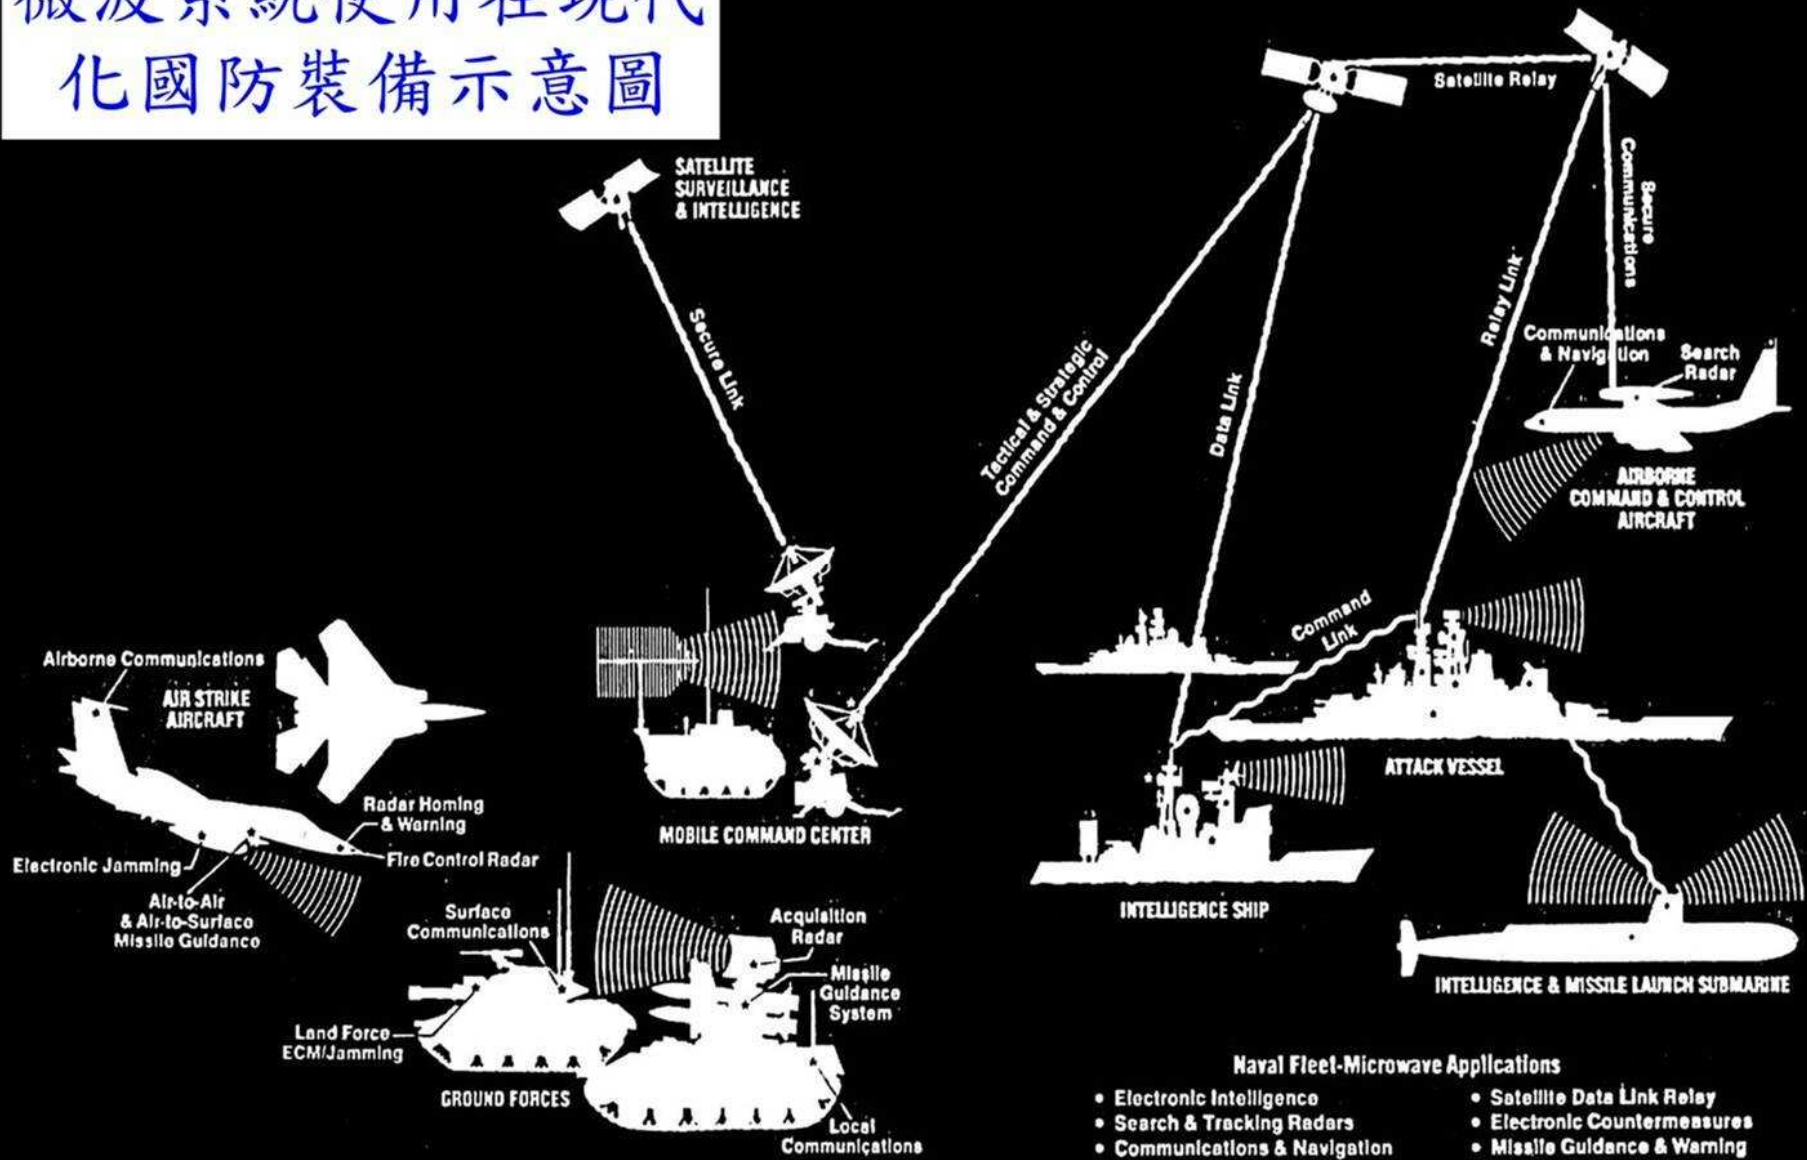 微波系統使用在現代
化國防裝備示意圖
SATELLITE
SURVEILLANCE
& INTELLIGENCE
Satellite Relay
Secure
Communications
Secure Link
Tactical & Strategic
Command & Control
Data Link
Relay Link
Communications
& Navigation
Search
Radar
AIRBORNE
COMMAND & CONTROL
AIRCRAFT
Command
Link
Airborne Communications
AIR STRIKE
AIRCRAFT
Radar Homing
& Warning
Fire Control Radar
Electronic Jamming
Air-to-Air
& Air-to-Surface
Missile Guidance
MOBILE COMMAND CENTER
ATTACK VESSEL
INTELLIGENCE SHIP
INTELLIGENCE & MISSILE LAUNCH SUBMARINE
Surface
Communications
Acquisition
Radar
Missile
Guidance
System
Land Force
ECM/Jamming
GROUND FORCES
Local
Communications
Naval Fleet-Microwave Applications
• Electronic Intelligence
• Search & Tracking Radars
• Communications & Navigation
• Satellite Data Link Relay
• Electronic Countermeasures
• Missile Guidance & Warning